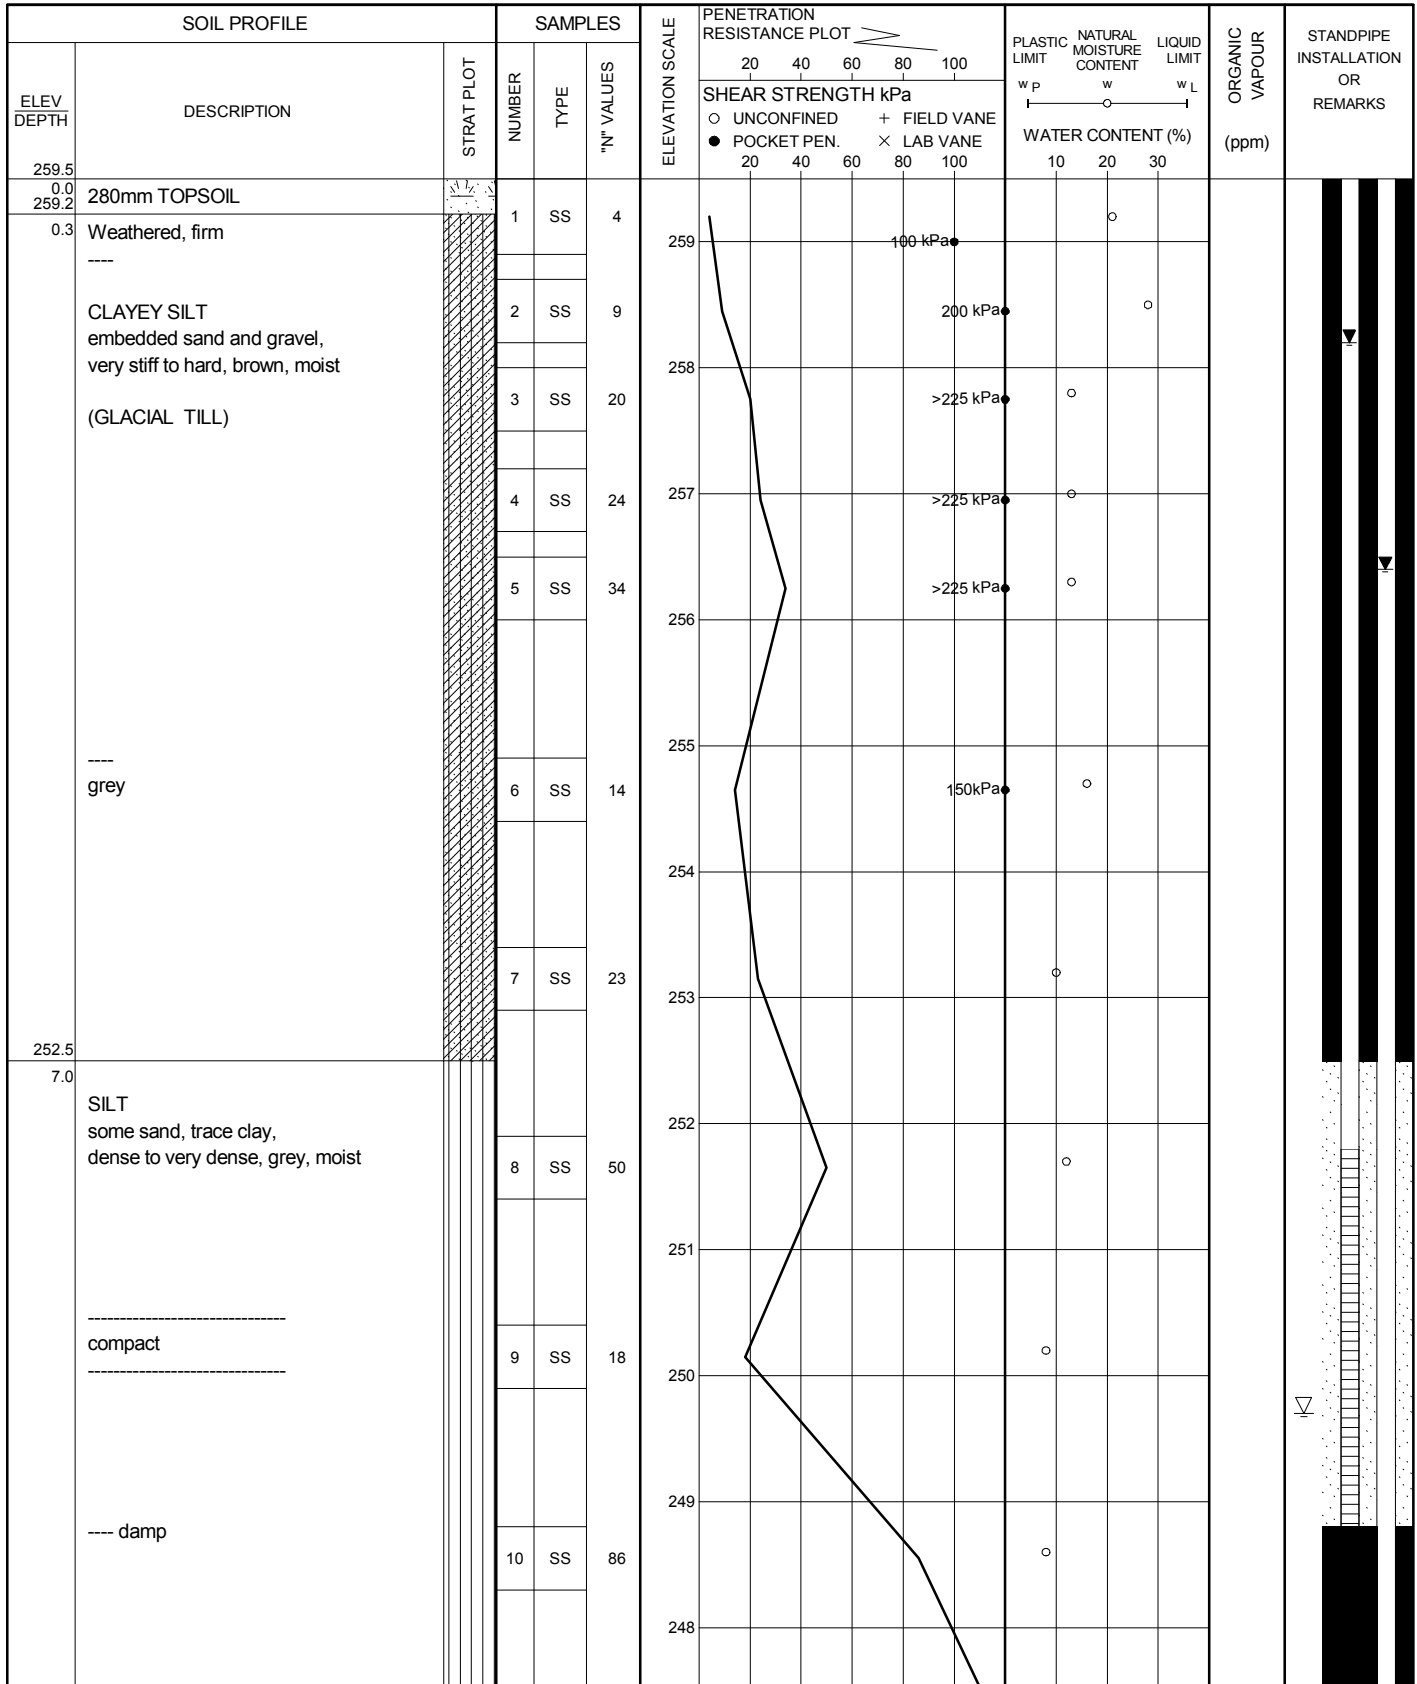 SOIL PROFILE
SAMPLES
ELEV
DEPTH
DESCRIPTION
STRAT PLOT
NUMBER
TYPE
"N" VALUES
ELEVATION SCALE
PENETRATION
RESISTANCE PLOT
20 40 60 80 100
SHEAR STRENGTH kPa
UNCONFINED + FIELD VANE
POCKET PEN. × LAB VANE
20 40 60 80 100
PLASTIC
LIMIT
NATURAL
MOISTURE
CONTENT
LIQUID
LIMIT
w P w w L
WATER CONTENT (%)
10 20 30
ORGANIC
VAPOUR
(ppm)
STANDPIPE
INSTALLATION
OR
REMARKS
259.5
0.0
259.2
280mm TOPSOIL
0.3
Weathered, firm
----
1 SS 4
259
100 kPa
CLAYEY SILT
embedded sand and gravel,
very stiff to hard, brown, moist
(GLACIAL TILL)
2 SS 9
200 kPa
258
3 SS 20
>225 kPa
257
4 SS 24
>225 kPa
5 SS 34
>225 kPa
256
255
----
grey
6 SS 14
150kPa
254
7 SS 23
253
252.5
7.0
SILT
some sand, trace clay,
dense to very dense, grey, moist
252
8 SS 50
251
-------------------------------
compact
-------------------------------
9 SS 18
250
249
---- damp
10 SS 86
248